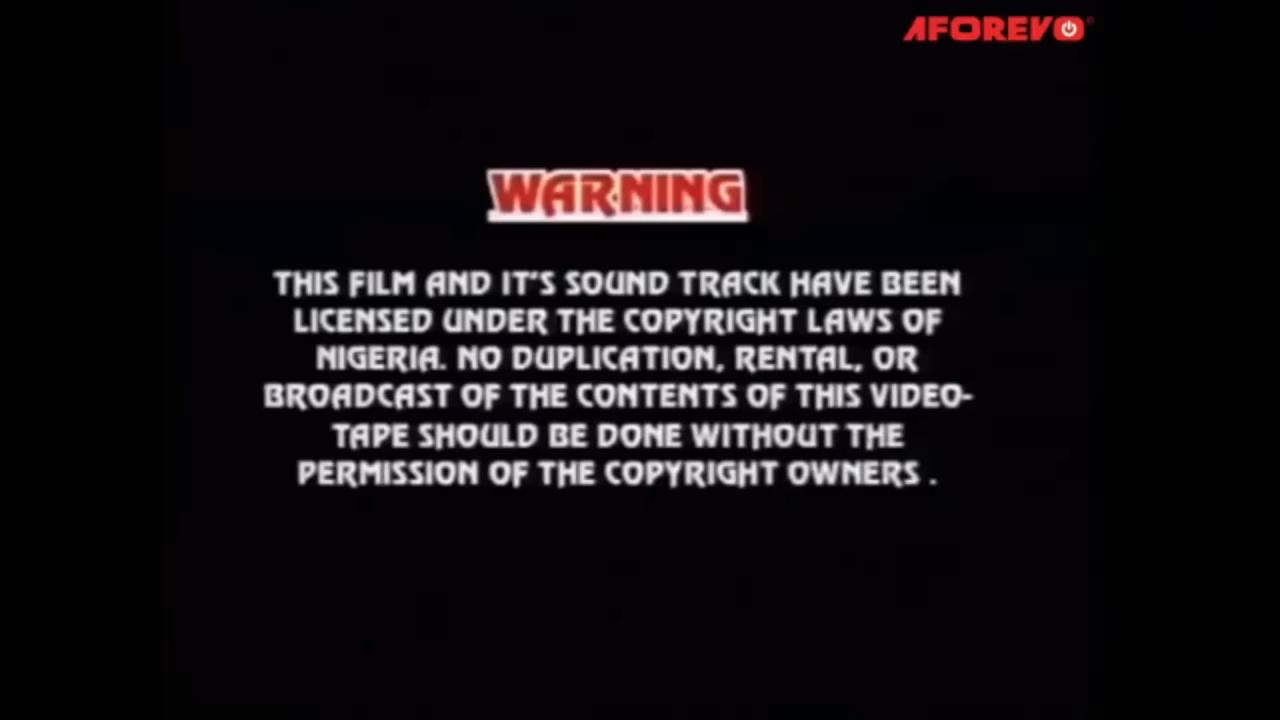 AFOREVO
WARNING
THIS FILM AND IT'S SOUND TRACK HAVE BEEN
LICENSED UNDER THE COPYRIGHT LAWS OF
NIGERIA. NO DUPLICATION, RENTAL, OR
BROADCAST OF THE CONTENTS OF THIS VIDEO-
TAPE SHOULD BE DONE WITHOUT THE
PERMISSION OF THE COPYRIGHT OWNERS .